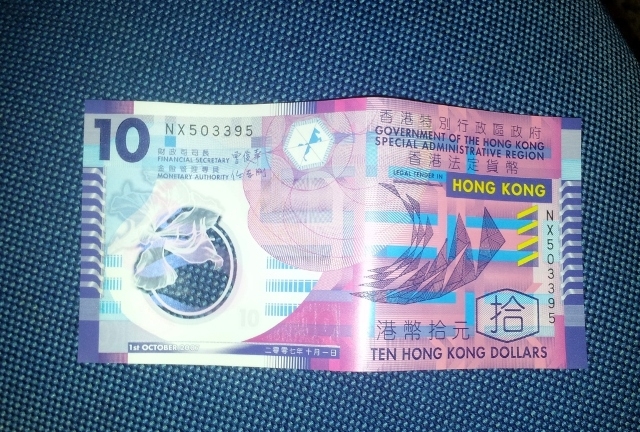 10
NX503395
財政司司長
FINANCIAL SECRETARY
金融管理專員
MONETARY AUTHORITY
10
1ST OCTOBER
二零零七年十月一日
香港特別行政區政府
GOVERNMENT OF THE HONG KONG
SPECIAL ADMINISTRATIVE REGION
香港法定貨幣
LEGAL TENDER IN
HONG KONG
NX503395
港幣拾元
拾
TEN HONG KONG DOLLARS